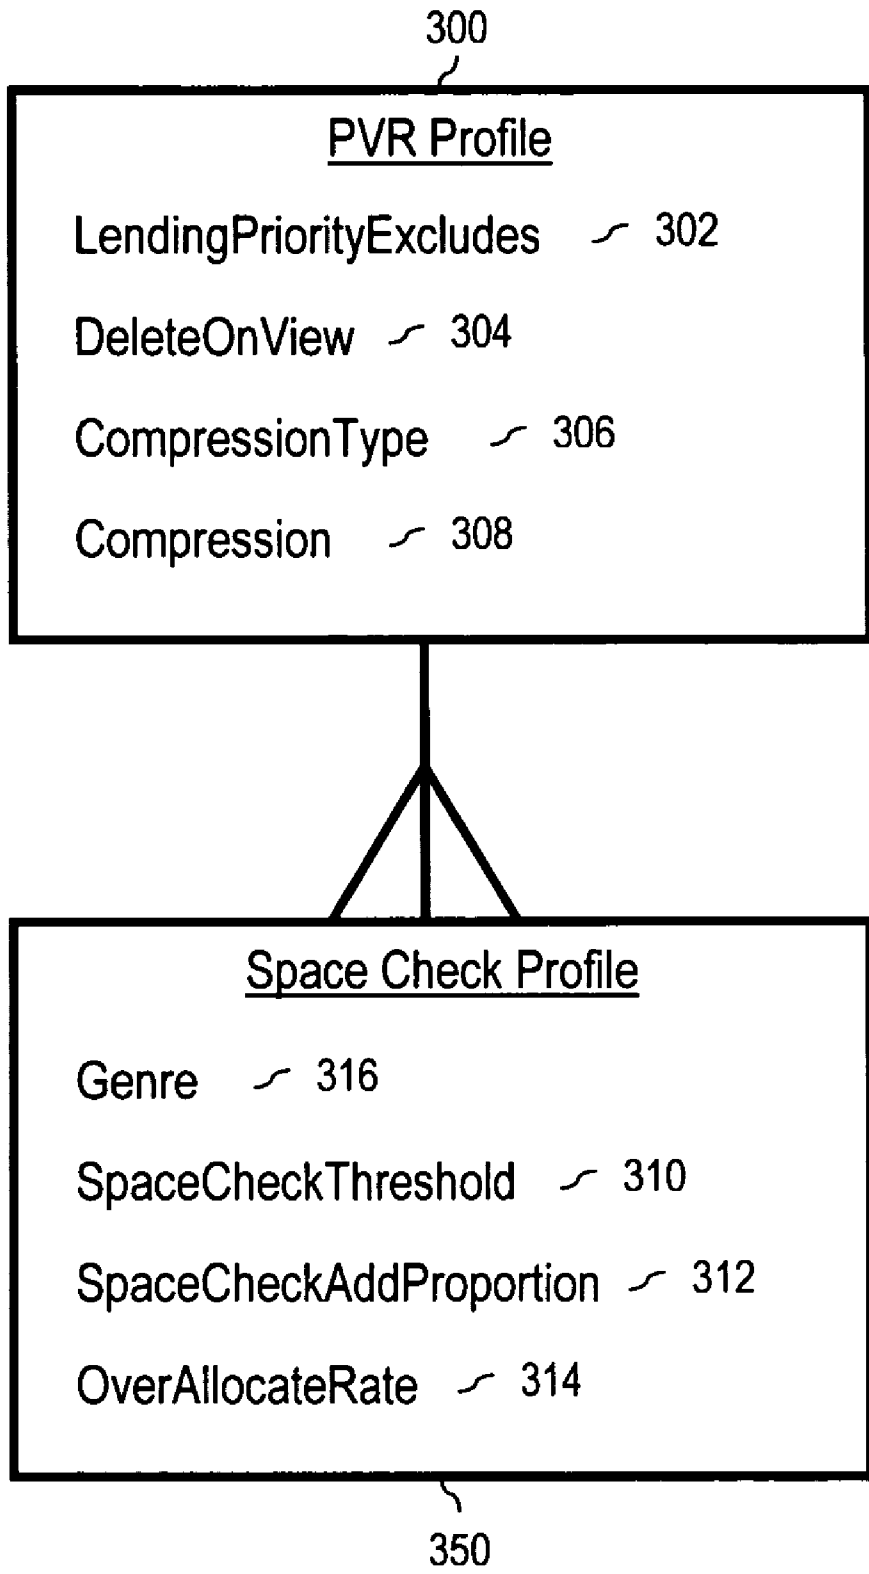 300
PVR Profile
LendingPriorityExcludes 302
DeleteOnView 304
CompressionType 306
Compression 308
Space Check Profile
Genre 316
SpaceCheckThreshold 310
SpaceCheckAddProportion 312
OverAllocateRate 314
350